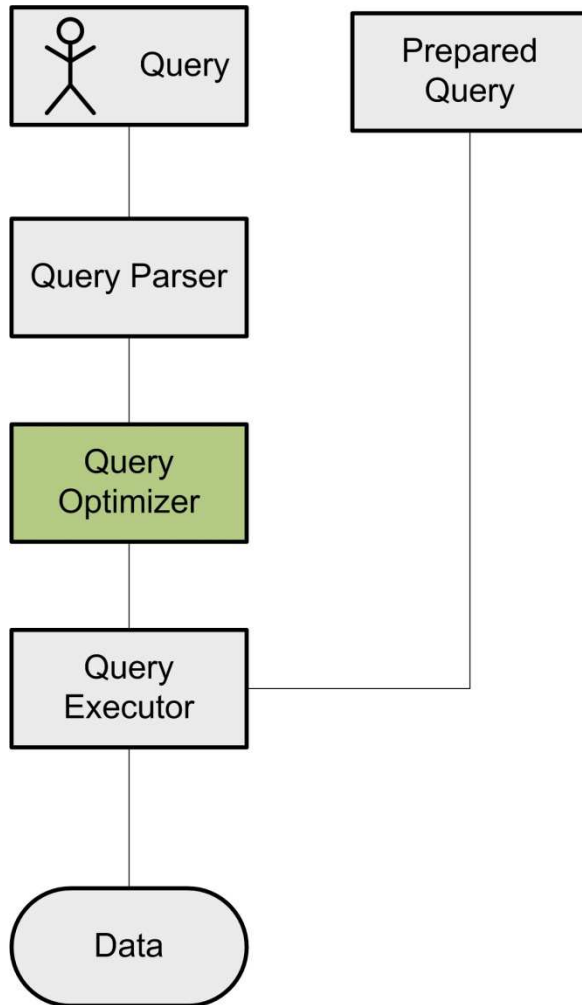 Query
Prepared
Query
Query Parser
Query
Optimizer
Query
Executor
Data